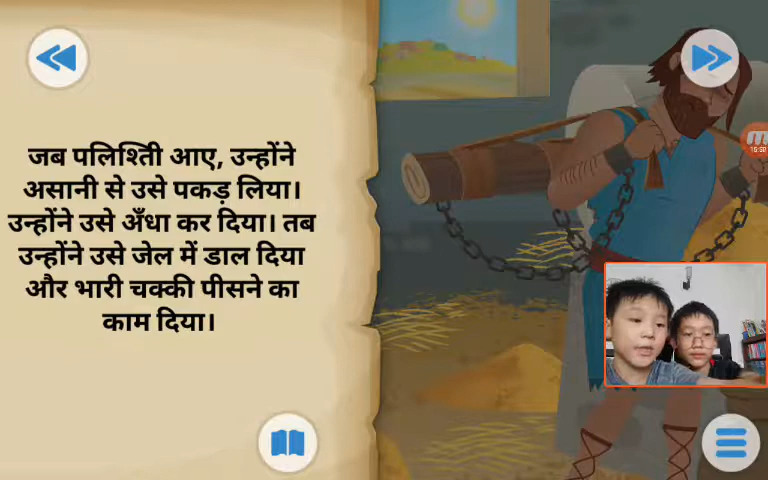 जब पलिश्ती आए, उन्होंने
असानी से उसे पकड़ लिया।
उन्होंने उसे अँधा कर दिया। तब
उन्होंने उसे जेल में डाल दिया
और भारी चक्की पीसने का
काम दिया।